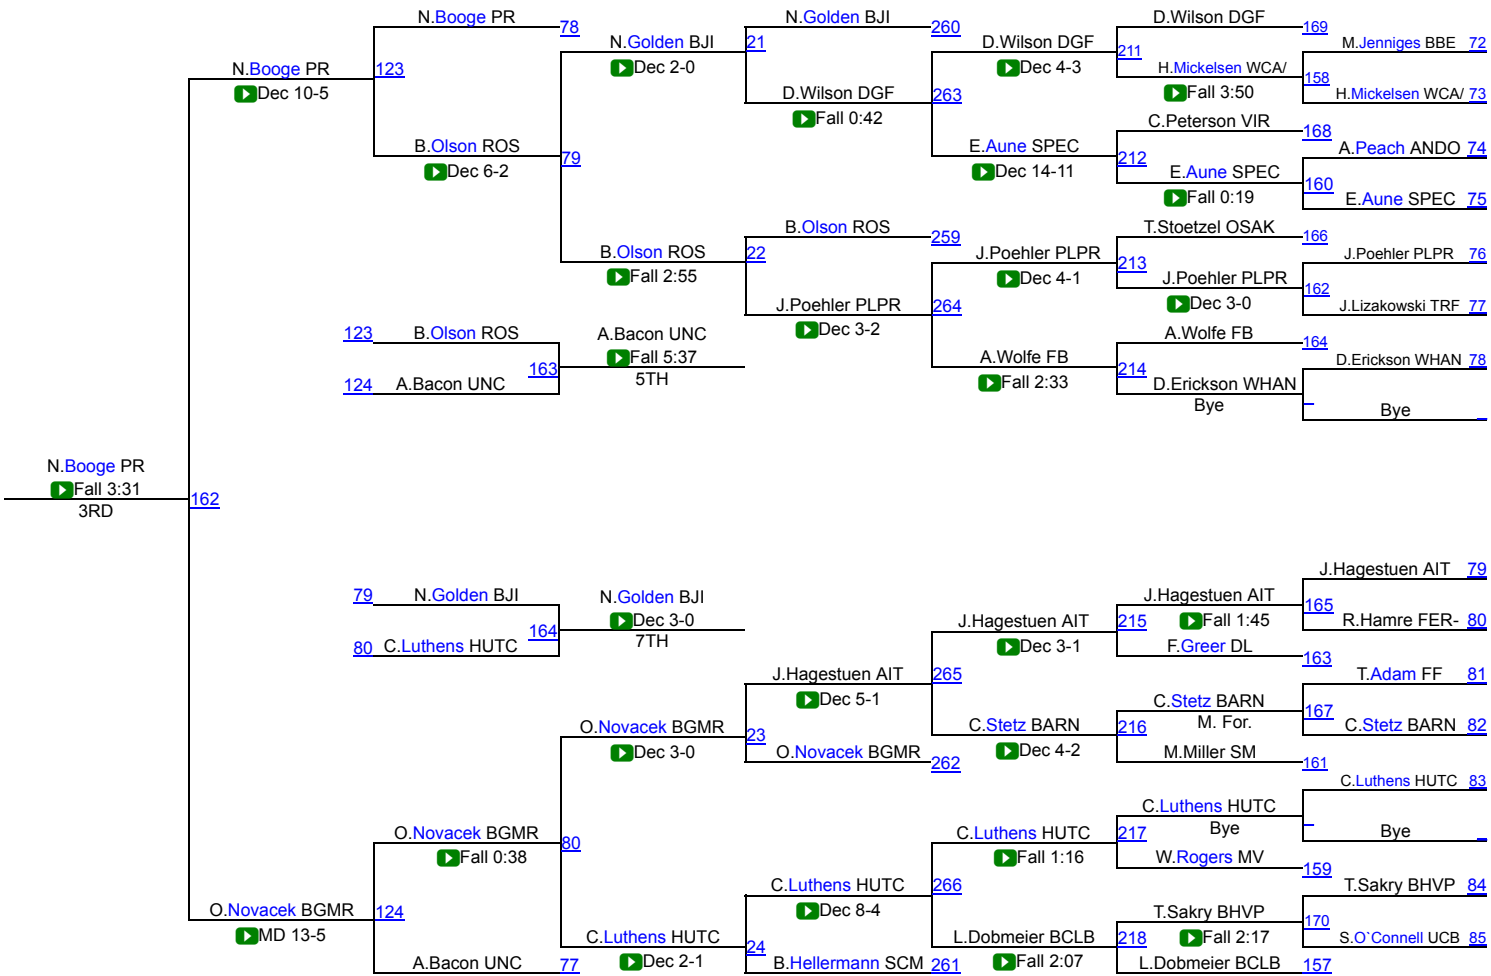 N.Booge PR
78
N.Golden BJI
Dec 2-0
21
N.Golden BJI
260
D.Wilson DGF
Dec 4-3
211
D.Wilson DGF
169
M.Jenniges BBE 72
H.Mickelsen WCA/
Fall 3:50
158
H.Mickelsen WCA/ 73
N.Booge PR
Dec 10-5
123
D.Wilson DGF
Fall 0:42
263
C.Peterson VIR
168
A.Peach ANDO 74
B.Olson ROS
Dec 6-2
79
E.Aune SPEC
Dec 14-11
212
E.Aune SPEC
Fall 0:19
160
E.Aune SPEC 75
B.Olson ROS
Fall 2:55
22
B.Olson ROS
259
J.Poehler PLPR
Dec 4-1
213
T.Stoetzel OSAK
166
J.Poehler PLPR 76
J.Poehler PLPR
Dec 3-0
162
J.Lizakowski TRF 77
J.Poehler PLPR
Dec 3-2
264
123 B.Olson ROS
163
124 A.Bacon UNC
A.Bacon UNC
Fall 5:37
5TH
A.Wolfe FB
Fall 2:33
214
A.Wolfe FB
164
D.Erickson WHAN 78
D.Erickson WHAN
Bye
Bye
N.Booge PR
Fall 3:31
3RD
162
79 N.Golden BJI
164
80 C.Luthens HUTC
N.Golden BJI
Dec 3-0
7TH
J.Hagestuen AIT 79
J.Hagestuen AIT
Fall 1:45
165
R.Hamre FER- 80
J.Hagestuen AIT
Dec 3-1
215
F.Greer DL
163
J.Hagestuen AIT
Dec 5-1
265
T.Adam FF 81
C.Stetz BARN
M. For.
167
C.Stetz BARN 82
O.Novacek BGMR
Dec 3-0
23
C.Stetz BARN
Dec 4-2
216
O.Novacek BGMR
262
M.Miller SM
161
C.Luthens HUTC 83
C.Luthens HUTC
Bye
Bye
O.Novacek BGMR
Fall 0:38
80
C.Luthens HUTC
Fall 1:16
217
W.Rogers MV
159
C.Luthens HUTC
Dec 8-4
266
T.Sakry BHVP 84
O.Novacek BGMR
MD 13-5
124
T.Sakry BHVP
Fall 2:17
170
S.O`Connell UCB 85
C.Luthens HUTC
Dec 2-1
24
L.Dobmeier BCLB
Fall 2:07
218
A.Bacon UNC
77
B.Hellermann SCM 261
L.Dobmeier BCLB
157